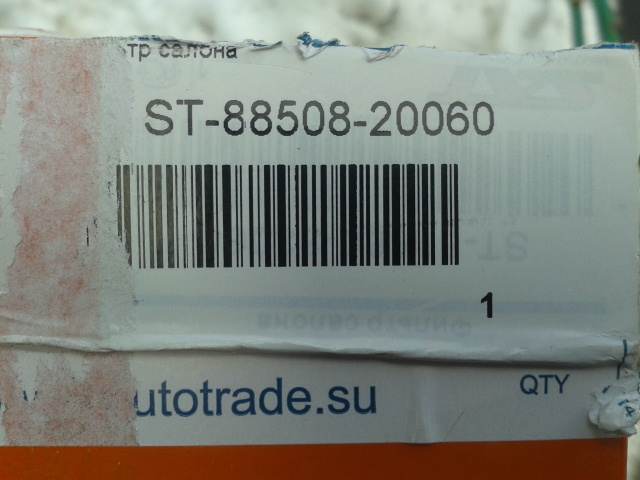 тр салона
ST-88508-20060
1
utotrade.su
QTY